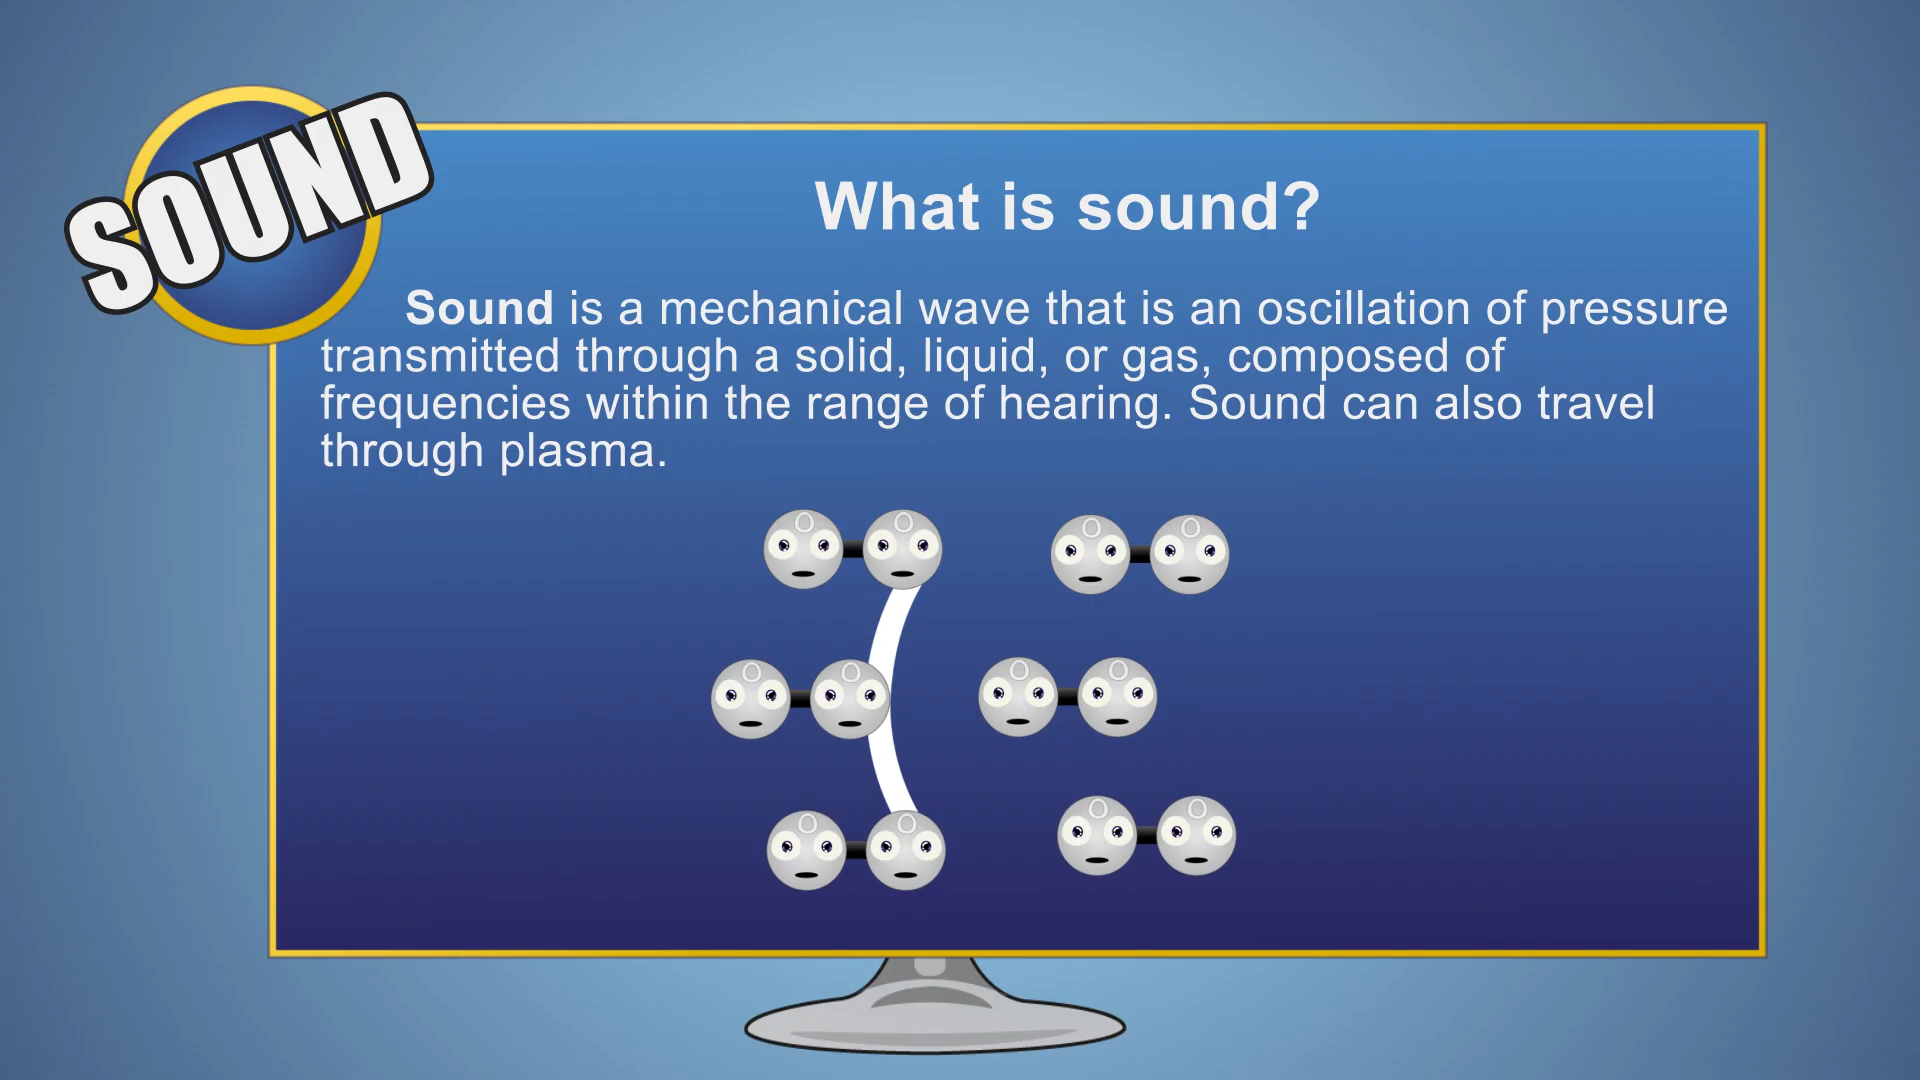 SOUND
What is sound?
Sound is a mechanical wave that is an oscillation of pressure
transmitted through a solid, liquid, or gas, composed of
frequencies within the range of hearing. Sound can also travel
through plasma.
O O O O
O O O O
O O O O